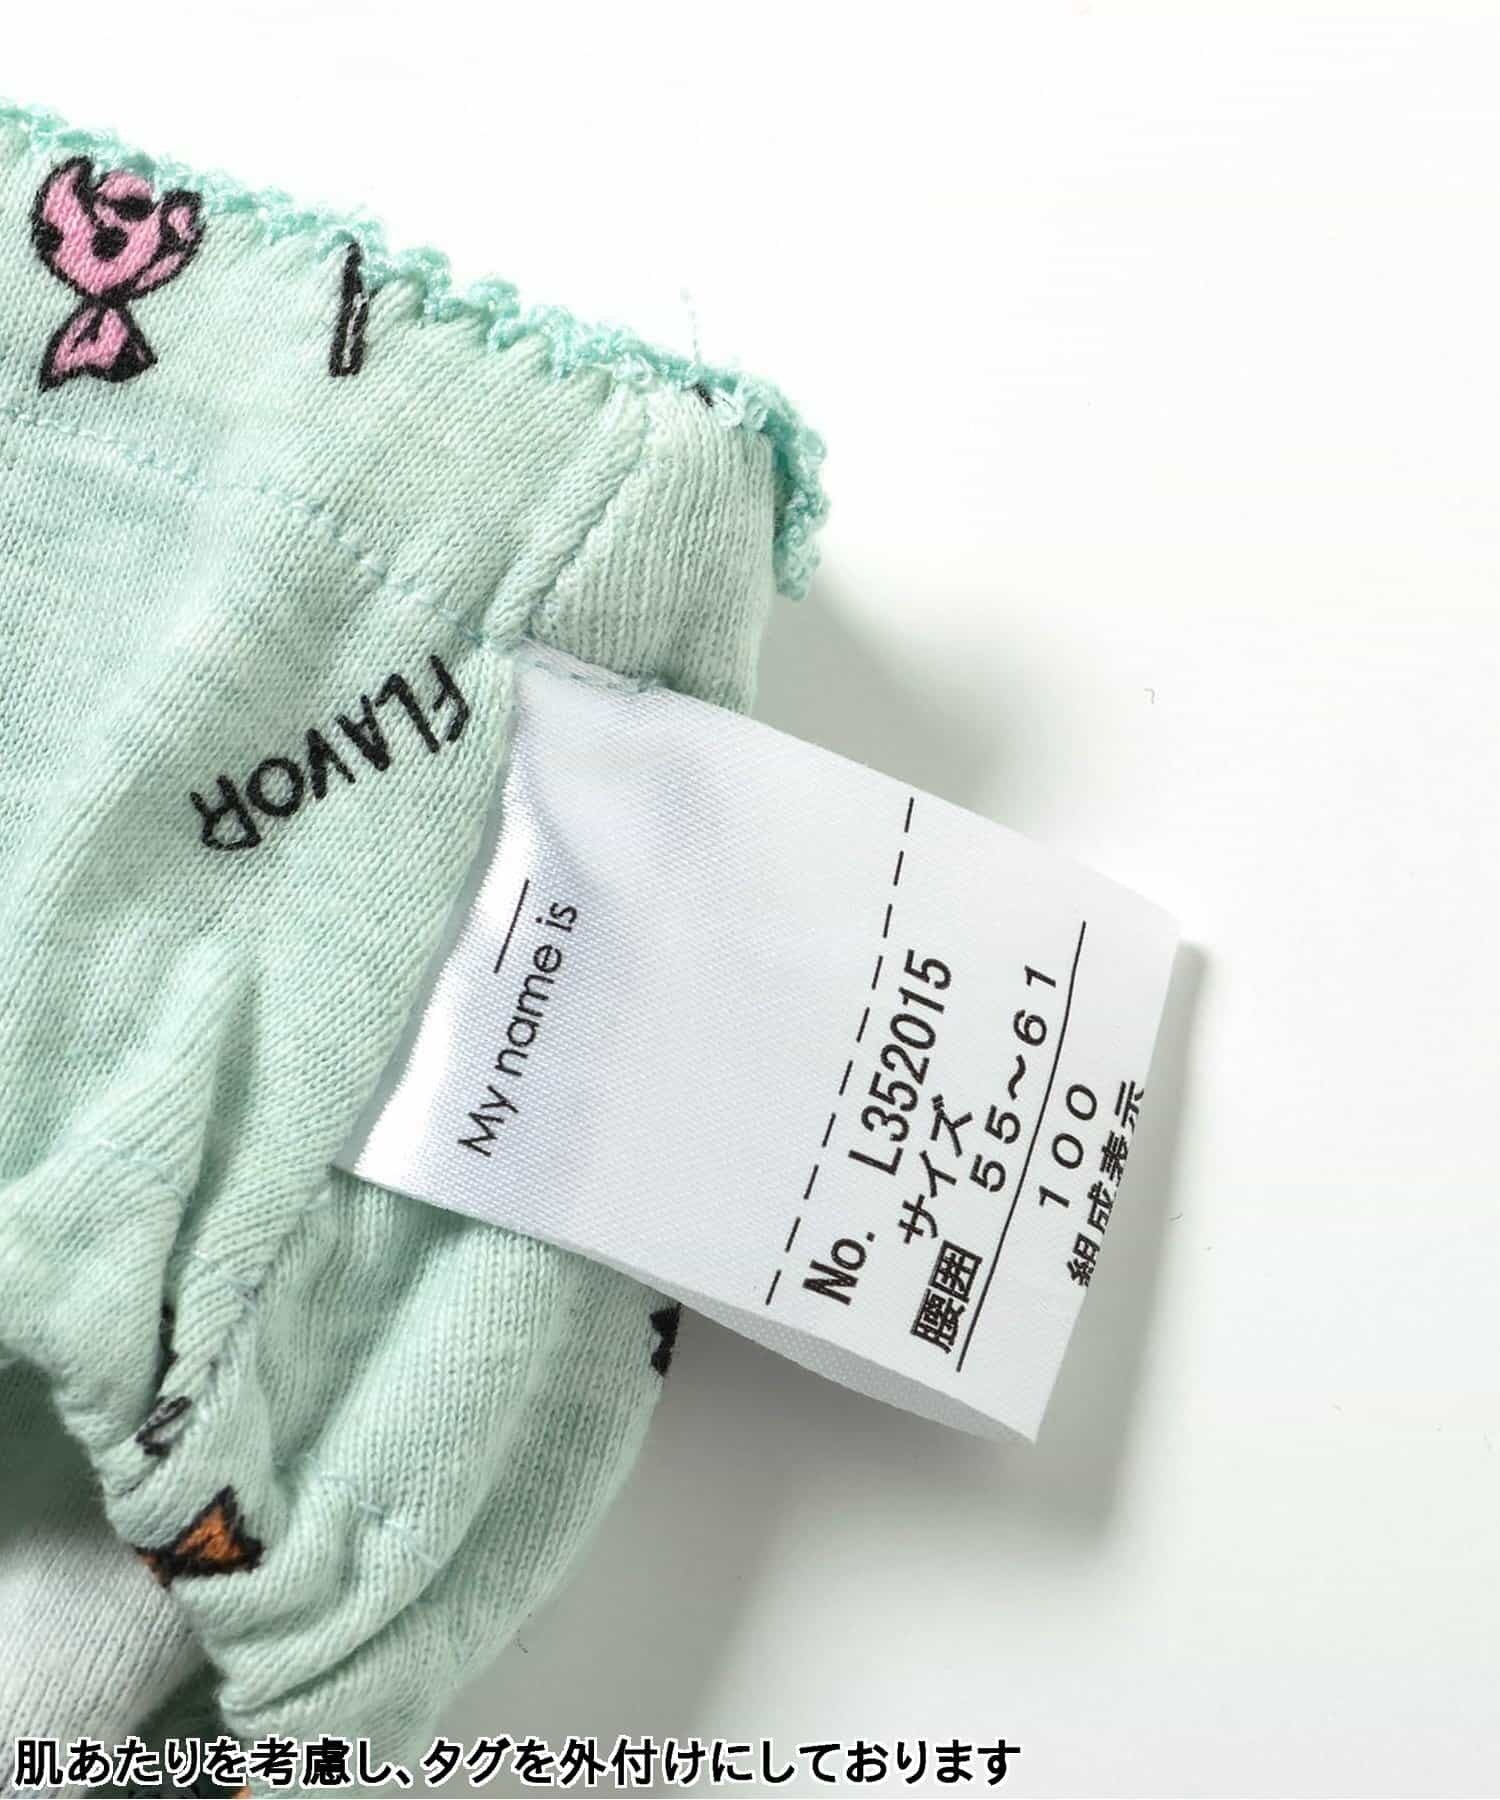 FLAVOR
My name is
No. L352015
サイズ
腰囲 55~61
100
組成表示
肌あたりを考慮し、タグを外付けにしております